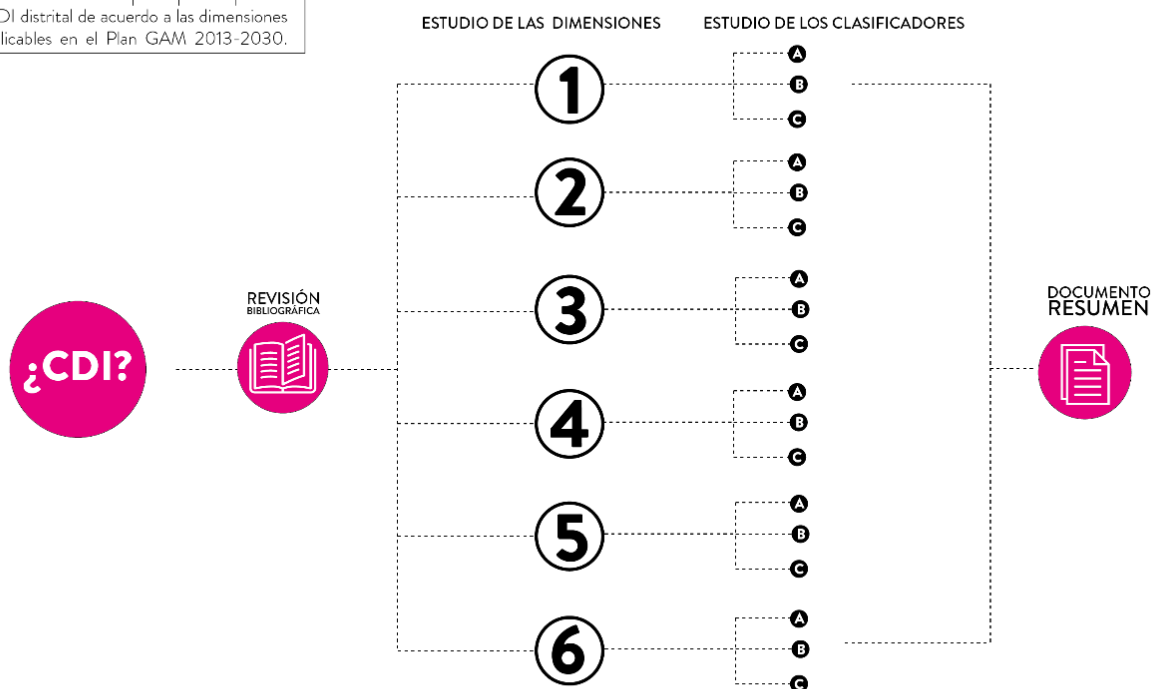 DI distrital de acuerdo a las dimensiones
licables en el Plan GAM 2013-2030.
ESTUDIO DE LAS DIMENSIONES
ESTUDIO DE LOS CLASIFICADORES
1
A
B
C
2
A
B
C
3
A
B
C
¿CDI?
REVISIÓN
BIBLIOGRÁFICA
DOCUMENTO
RESUMEN
4
A
B
C
5
A
B
C
6
A
B
C